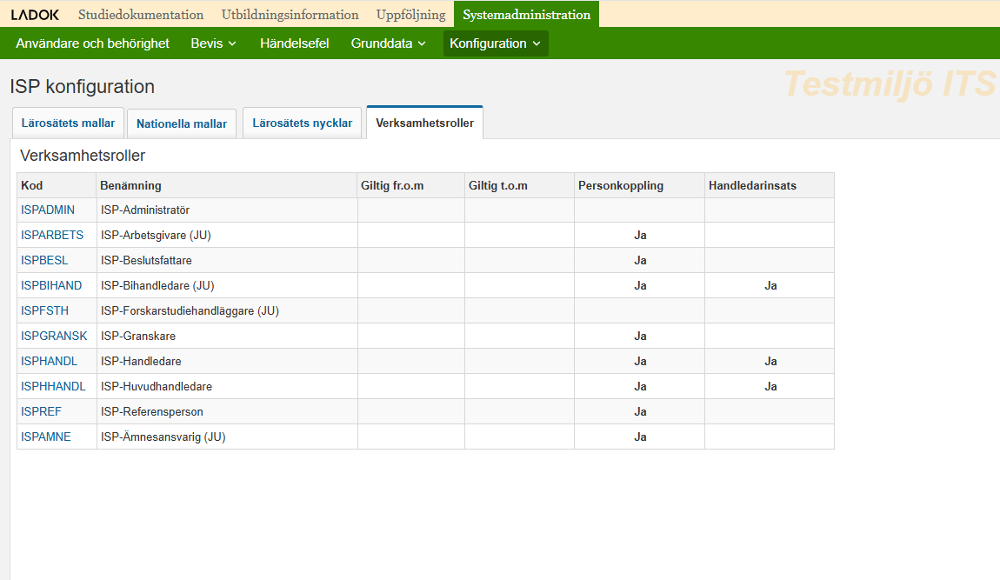 LADOK Studiedokumentation Utbildningsinformation Uppföljning Systemadministration
Användare och behörighet Bevis Händelsefel Grunddata Konfiguration
ISP konfiguration
Testmiljö ITS
Lärosätets mallar Nationella mallar Lärosätets nycklar Verksamhetsroller
Verksamhetsroller
Kod Benämning Giltig fr.o.m Giltig t.o.m Personkoppling Handledarinsats
ISPADMIN ISP-Administratör
ISPARBETS ISP-Arbetsgivare (JU) Ja
ISPBESL ISP-Beslutsfattare Ja
ISPBIHAND ISP-Bihandledare (JU) Ja Ja
ISPFSTH ISP-Forskarstudiehandläggare (JU)
ISPGRANSK ISP-Granskare Ja
ISPHANDL ISP-Handledare Ja Ja
ISPHHANDL ISP-Huvudhandledare Ja Ja
ISPREF ISP-Referensperson Ja
ISPAMNE ISP-Ämnesansvarig (JU) Ja